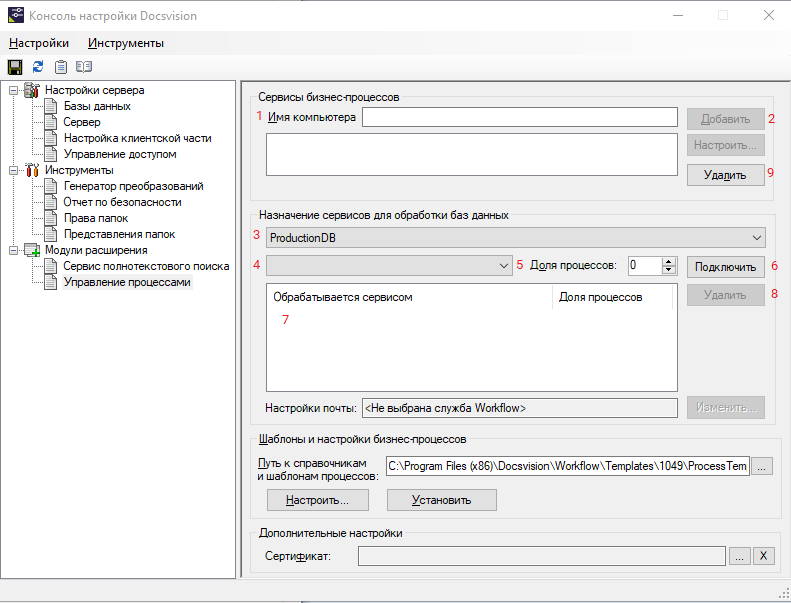 Консоль настройки Docsvision
Настройки Инструменты
Настройки сервера
Базы данных
Сервер
Настройка клиентской части
Управление доступом
Инструменты
Генератор преобразований
Отчет по безопасности
Права папок
Представления папок
Модули расширения
Сервис полнотекстового поиска
Управление процессами
Сервисы бизнес-процессов
1 Имя компьютера Добавить 2
Настроить...
Удалить 9
Назначение сервисов для обработки баз данных
3 ProductionDB
4 5 Доля процессов: 0 Подключить 6
Обрабатывается сервисом Доля процессов Удалить 8
7
Настройки почты: <Не выбрана служба Workflow> Изменить...
Шаблоны и настройки бизнес-процессов
Путь к справочникам
и шаблонам процессов: C:\Program Files (x86)\Docsvision\Workflow\Templates\1049\ProcessTem ...
Настроить... Установить
Дополнительные настройки
Сертификат: ... X